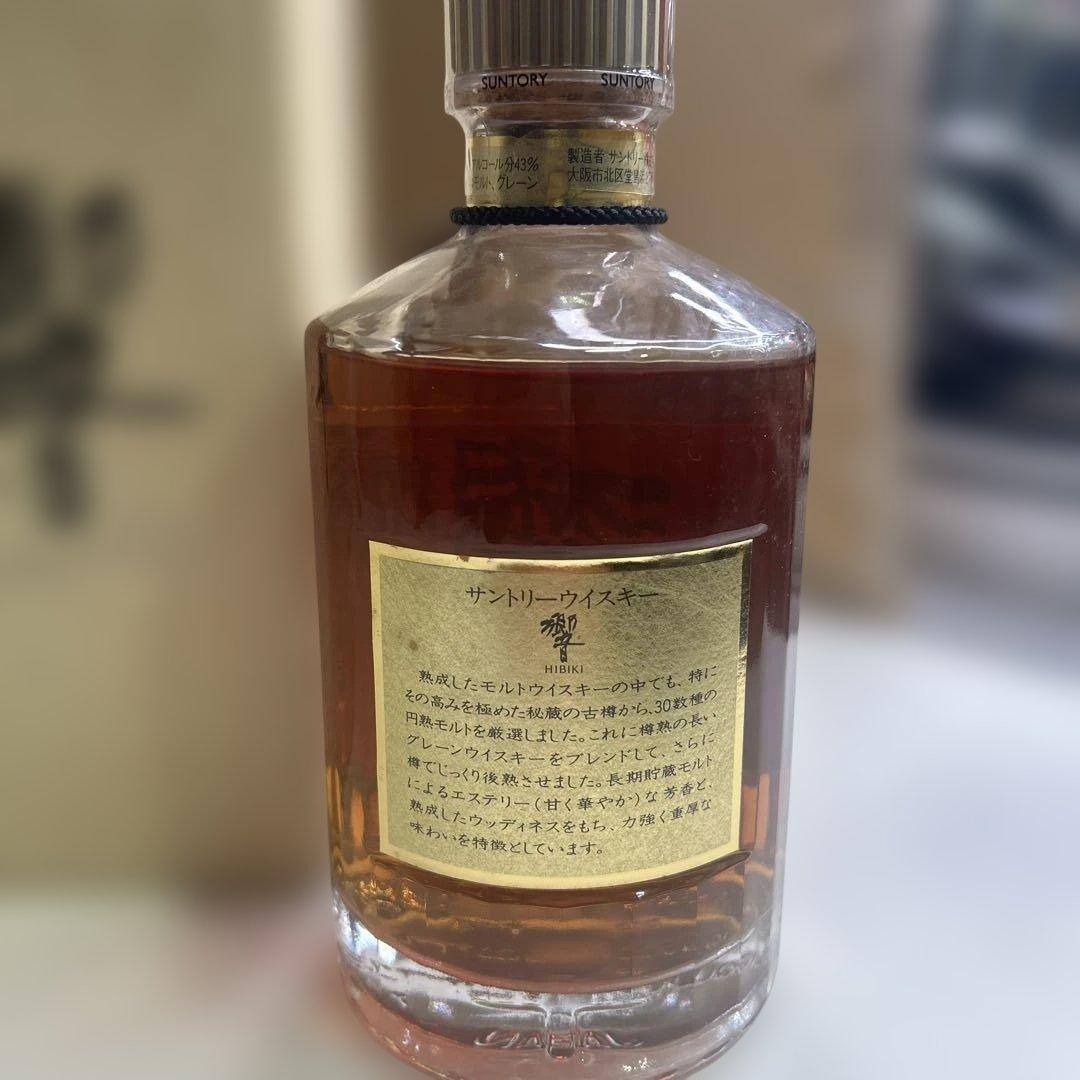 SUNTORY SUNTORY
アルコール分43% 製造者 サントリー
モルト、グレーン 大阪市北区堂島
サントリーウイスキー
響
HIBIKI
熟成したモルトウイスキーの中でも、特に
その高みを極めた秘蔵の古樽から、30数種の
円熟モルトを厳選しました。これに樽熟の長い
グレーンウイスキーをブレンドして、さらに
樽でじっくり後熟させました。長期貯蔵モルト
によるエステリー(甘く華やか)な芳香と、
熟成したウッディネスをもち、力強く重厚な
味わいを特徴としています。